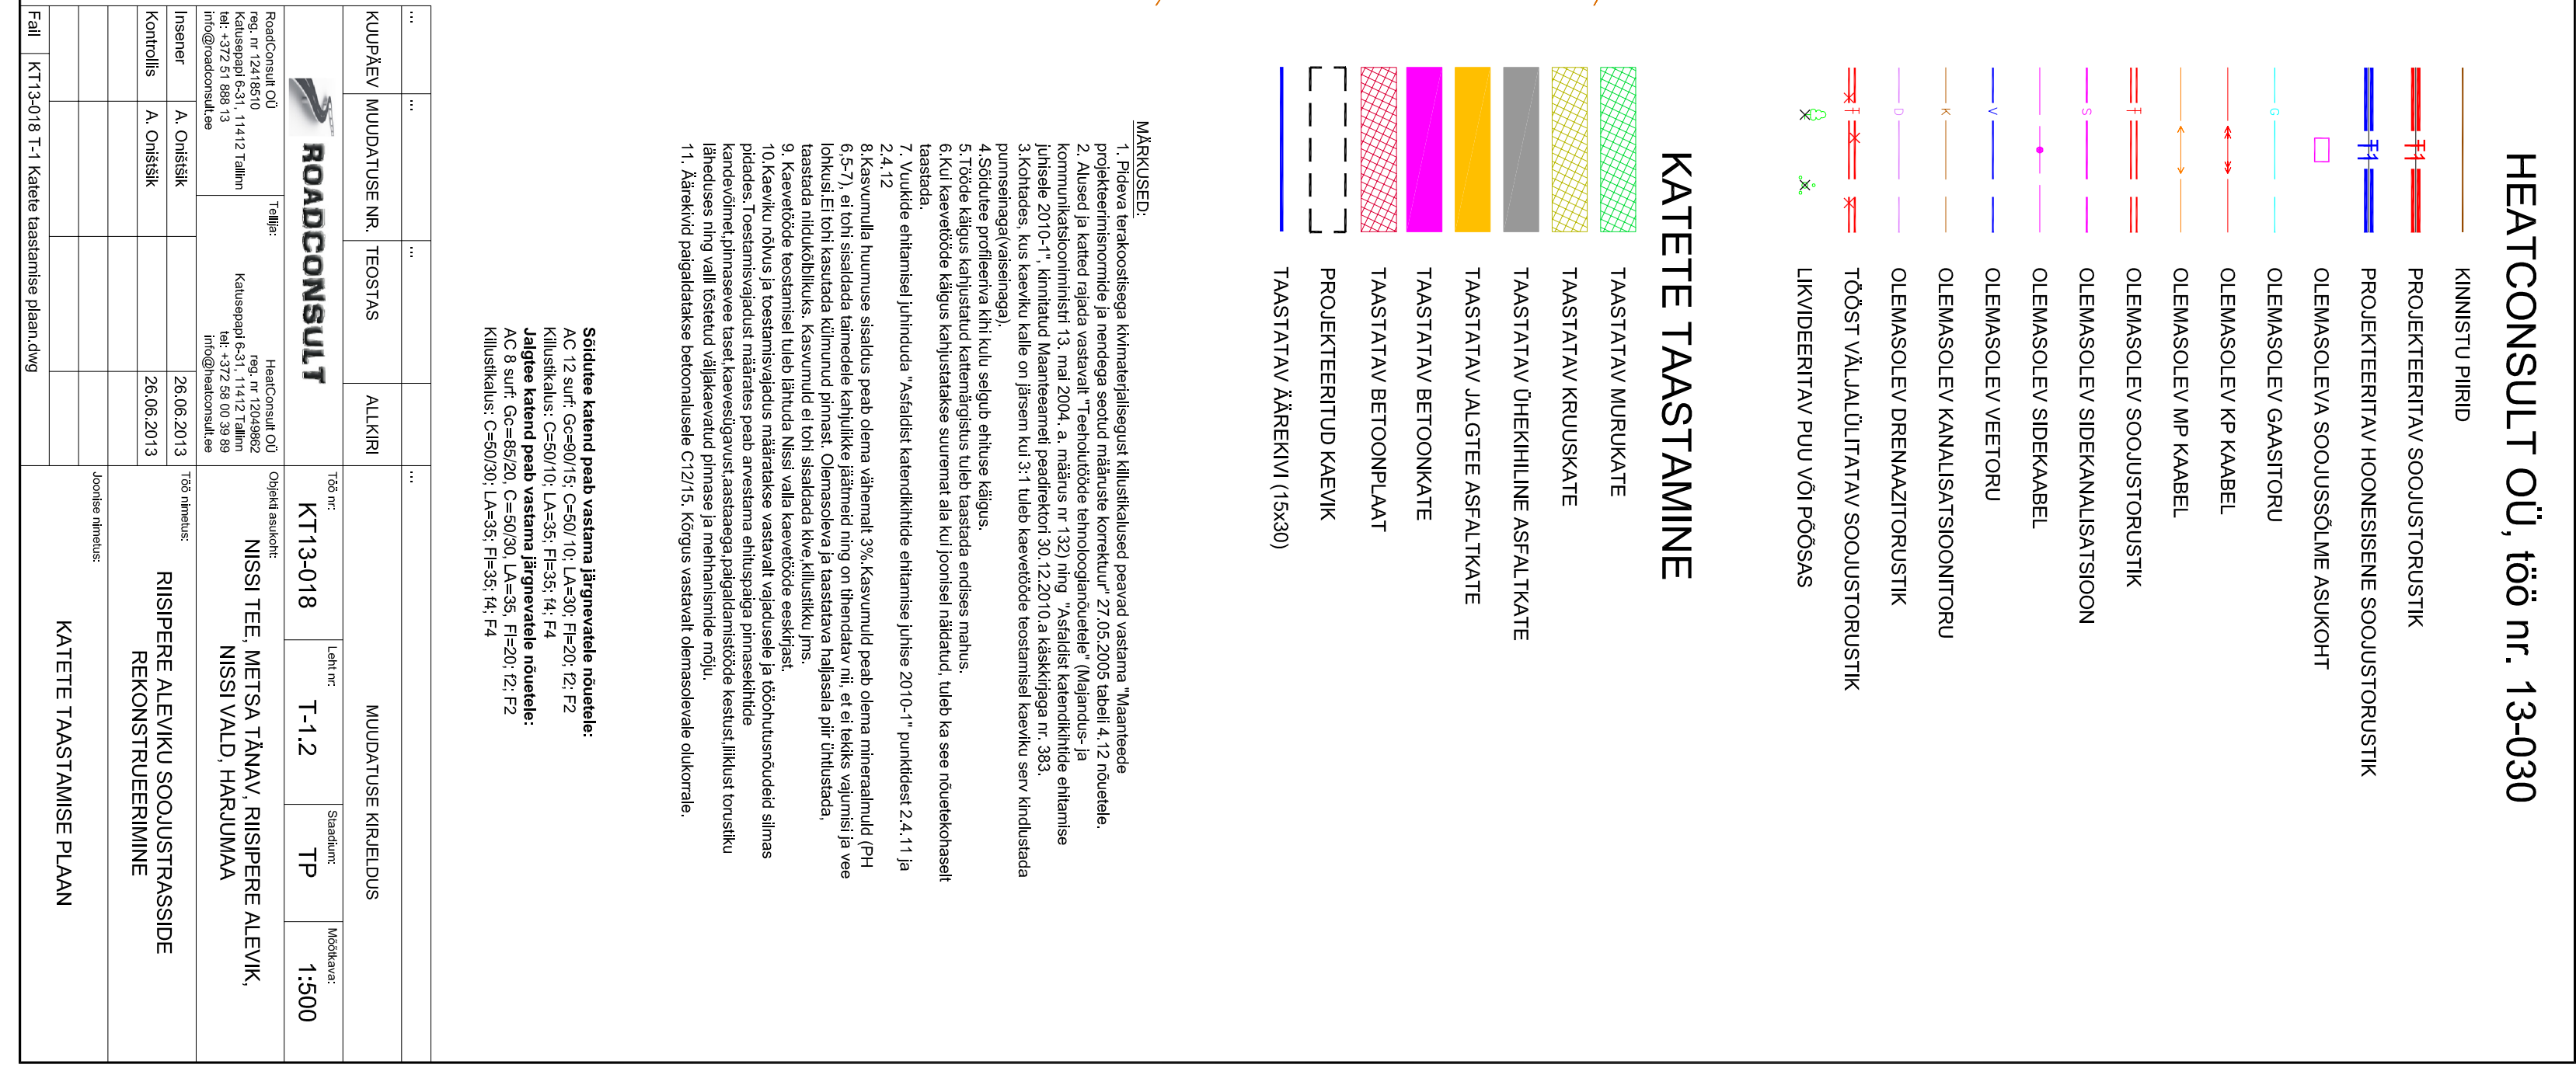 HEATCONSULT OÜ, töö nr. 13-030
KINNISTU PIIRID
T1
PROJEKTEERITAV SOOJUSTORUSTIK
T1
PROJEKTEERITAV HOONESISENE SOOJUSTORUSTIK
OLEMASOLEVA SOOJUSSÕLME ASUKOHT
G
OLEMASOLEV GAASITORU
OLEMASOLEV KP KAABEL
OLEMASOLEV MP KAABEL
T
OLEMASOLEV SOOJUSTORUSTIK
S
OLEMASOLEV SIDEKANALISATSIOON
OLEMASOLEV SIDEKAABEL
V
OLEMASOLEV VEETORU
K
OLEMASOLEV KANALISATSIOONITORU
D
OLEMASOLEV DRENAAZITORUSTIK
T
TÖÖST VÄLJALÜLITATAV SOOJUSTORUSTIK
LIKVIDEERITAV PUU VÕI PÕÕSAS
KATETE TAASTAMINE
TAASTATAV MURUKATE
TAASTATAV KRUUSKATE
TAASTATAV ÜHEKIHILINE ASFALTKATE
TAASTATAV JALGTEE ASFALTKATE
TAASTATAV BETOONKATE
TAASTATAV BETOONPLAAT
PROJEKTEERITUD KAEVIK
TAASTATAV ÄÄREKIVI (15x30)
MÄRKUSED:
1. Pideva terakoostisega kivimaterjalisegust killustikalused peavad vastama "Maanteede
projekteerimisnormide ja nendega seotud määruste korrektuur" 27.05.2005 tabeli 4.12 nõuetele.
2. Alused ja katted rajada vastavalt "Teehoiutööde tehnoloogianõuetele" (Majandus- ja
kommunikatsiooniministri 13. mai 2004. a. määrus nr 132) ning "Asfaldist katendikihtide ehitamise
juhisele 2010-1", kinnitatud Maanteeameti peadirektori 30.12.2010.a käskkirjaga nr. 383.
3.Kohtades, kus kaeviku kalle on järsem kui 3:1 tuleb kaevetööde teostamisel kaeviku serv kindlustada
punnseinaga(vaiseinaga).
4.Sõidutee profileeriva kihi kulu selgub ehituse käigus.
5.Tööde käigus kahjustatud kattemärgistus tuleb taastada endises mahus.
6.Kui kaevetööde käigus kahjustatakse suuremat ala kui joonisel näidatud, tuleb ka see nõuetekohaselt
taastada.
7. Vuukide ehitamisel juhinduda "Asfaldist katendikihtide ehitamise juhise 2010-1" punktidest 2.4.11 ja
2.4.12
8.Kasvumulla huumuse sisaldus peab olema vähemalt 3%.Kasvumuld peab olema mineraalmuld (PH
6,5-7), ei tohi sisaldada taimedele kahjulikke jäätmeid ning on tihendatav nii, et ei tekiks vajumisi ja vee
lohkusi.Ei tohi kasutada külmunud pinnast. Olemasoleva ja taastatava haljasala piir ühtlustada,
taastada niidukõlblikuks. Kasvumuld ei tohi sisaldada kive,killustikku jms.
9. Kaevetööde teostamisel tuleb lähtuda Nissi valla kaevetööde eeskirjast.
10.Kaeviku nõlvus ja toestamisvajadus määratakse vastavalt vajadusele ja tööohutusnõudeid silmas
pidades.Toestamisvajadust määrates peab arvestama ehituspaiga pinnasekihtide
kandevõimet,pinnasevee taset,kaevesügavust,aastaaega,paigaldamistööde kestust,liiklust torustiku
läheduses ning valli tõstetud väljakaevatud pinnase ja mehhanismide mõju.
11. Äärekivid paigaldatakse betoonalusele C12/15. Kõrgus vastavalt olemasolevale olukorrale.
Sõidutee katend peab vastama järgnevatele nõuetele:
AC 12 surf: Gc=90/15; C=50/ 10; LA=30; FI=20; f2; F2
Killustikalus: C=50/10; LA=35; FI=35; f4; F4
Jalgtee katend peab vastama järgnevatele nõuetele:
AC 8 surf: Gc=85/20, C=50/30, LA=35, FI=20; f2; F2
Killustikalus: C=50/30; LA=35; FI=35; f4; F4
... ... ... ...
KUUPÄEV MUUDATUSE NR. TEOSTAS ALLKIRI MUUDATUSE KIRJELDUS
ROADCONSULT
Töö nr: Leht nr: Staadium: Mõõtkava:
KT13-018 T-1.2 TP 1:500
RoadConsult OÜ
reg. nr 12418510
Katusepapi 6-31, 11412 Tallinn
tel: +372 51 888 13
info@roadconsult.ee
Tellija:
HeatConsult OÜ
reg. nr 12049862
Katusepapi 6-31, 11412 Tallinn
tel: +372 58 00 39 89
info@heatconsult.ee
Objekti asukoht:
NISSI TEE, METSA TÄNAV, RIISIPERE ALEVIK,
NISSI VALD, HARJUMAA
Insener A. Oništšik 26.06.2013
Kontrollis A. Oništšik 26.06.2013
Töö nimetus:
RIISIPERE ALEVIKU SOOJUSTRASSIDE
REKONSTRUEERIMINE
Joonise nimetus:
KATETE TAASTAMISE PLAAN
Fail KT13-018 T-1 Katete taastamise plaan.dwg